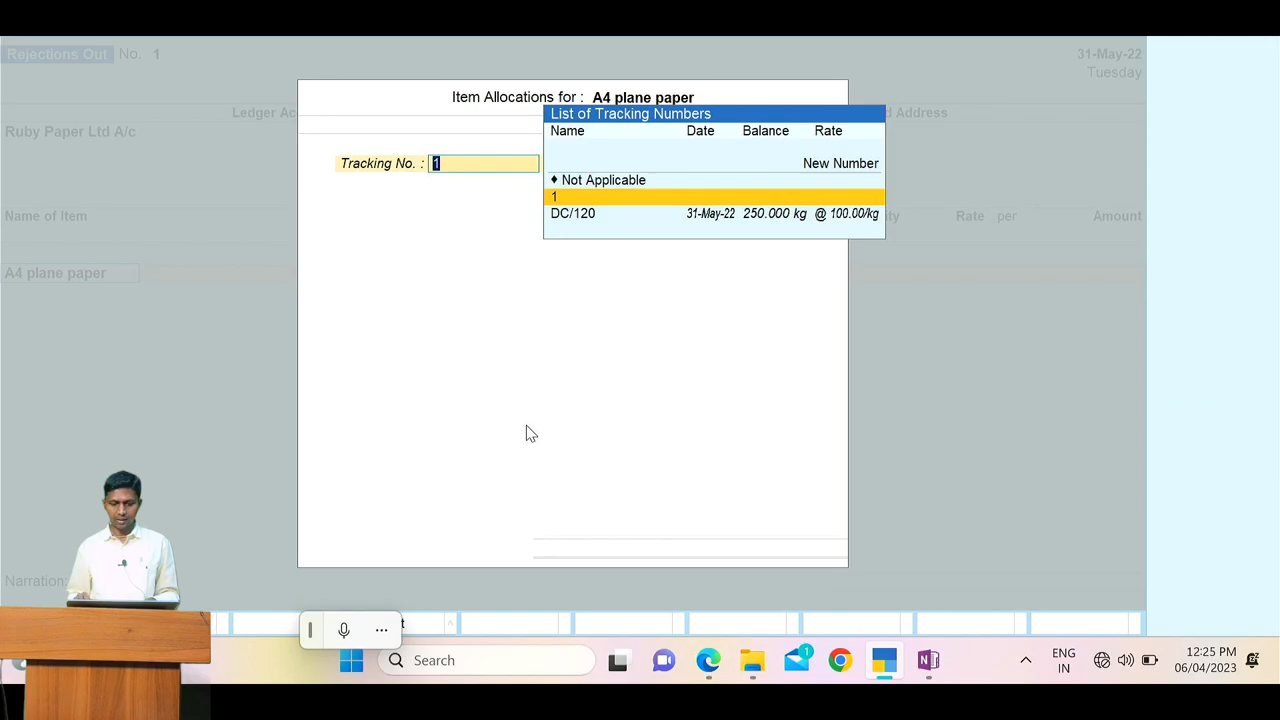 Rejections Out No. 1
31-May-22
Tuesday
Ledger Ac
d Address
Ruby Paper Ltd A/c
Item Allocations for : A4 plane paper
List of Tracking Numbers
Name Date Balance Rate
Tracking No. : 1
New Number
♦ Not Applicable
1
DC/120 31-May-22 250.000 kg @ 100.00/kg
Name of Item
Rate per
Amount
A4 plane paper
Narration:
Search
1
ENG
IN
12:25 PM
06/04/2023